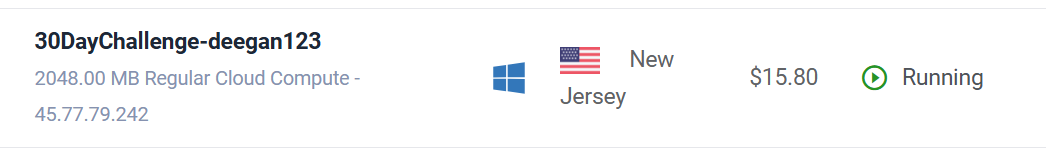 30DayChallenge-deegan123
2048.00 MB Regular Cloud Compute -
45.77.79.242
New
Jersey
$15.80
Running